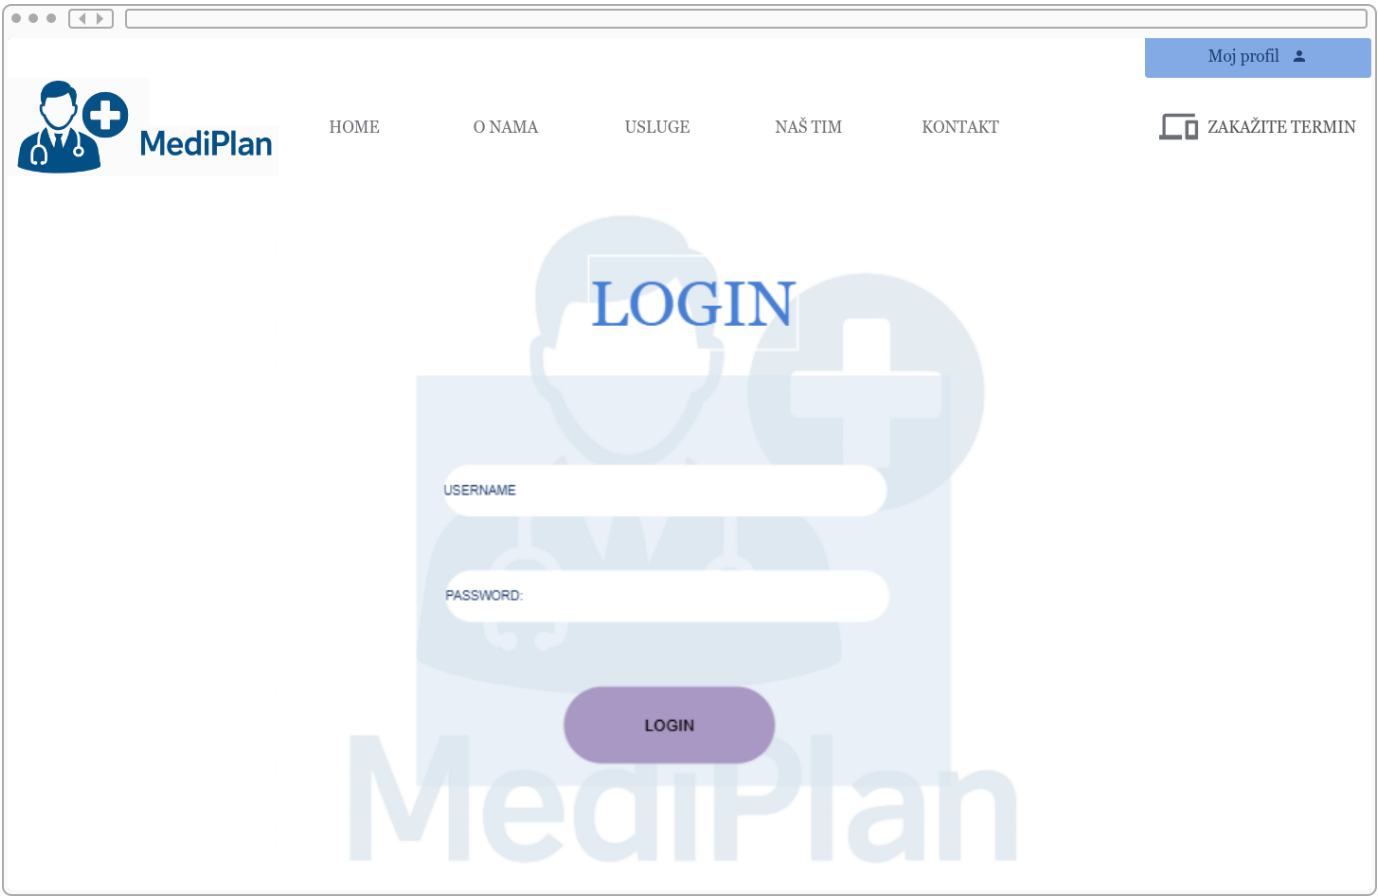 Moj profil
MediPlan
HOME
O NAMA
USLUGE
NAŠ TIM
KONTAKT
ZAKAŽITE TERMIN
LOGIN
USERNAME
PASSWORD:
LOGIN
MediPlan